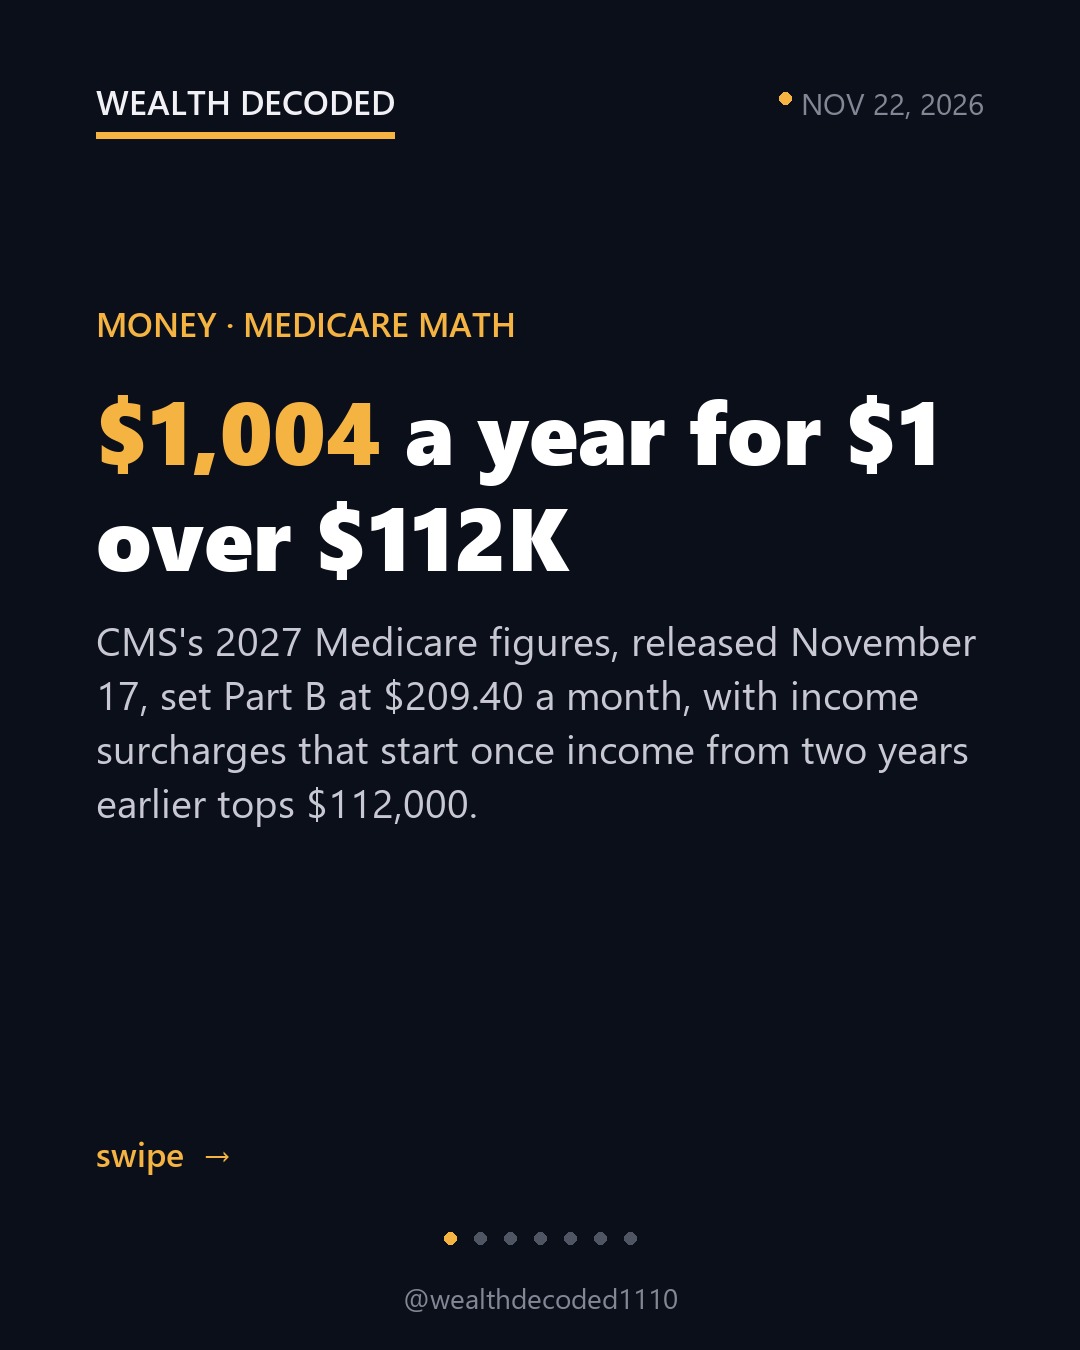 WEALTH DECODED
NOV 22, 2026
MONEY · MEDICARE MATH
$1,004 a year for $1
over $112K
CMS's 2027 Medicare figures, released November
17, set Part B at $209.40 a month, with income
surcharges that start once income from two years
earlier tops $112,000.
swipe →
@wealthdecoded1110